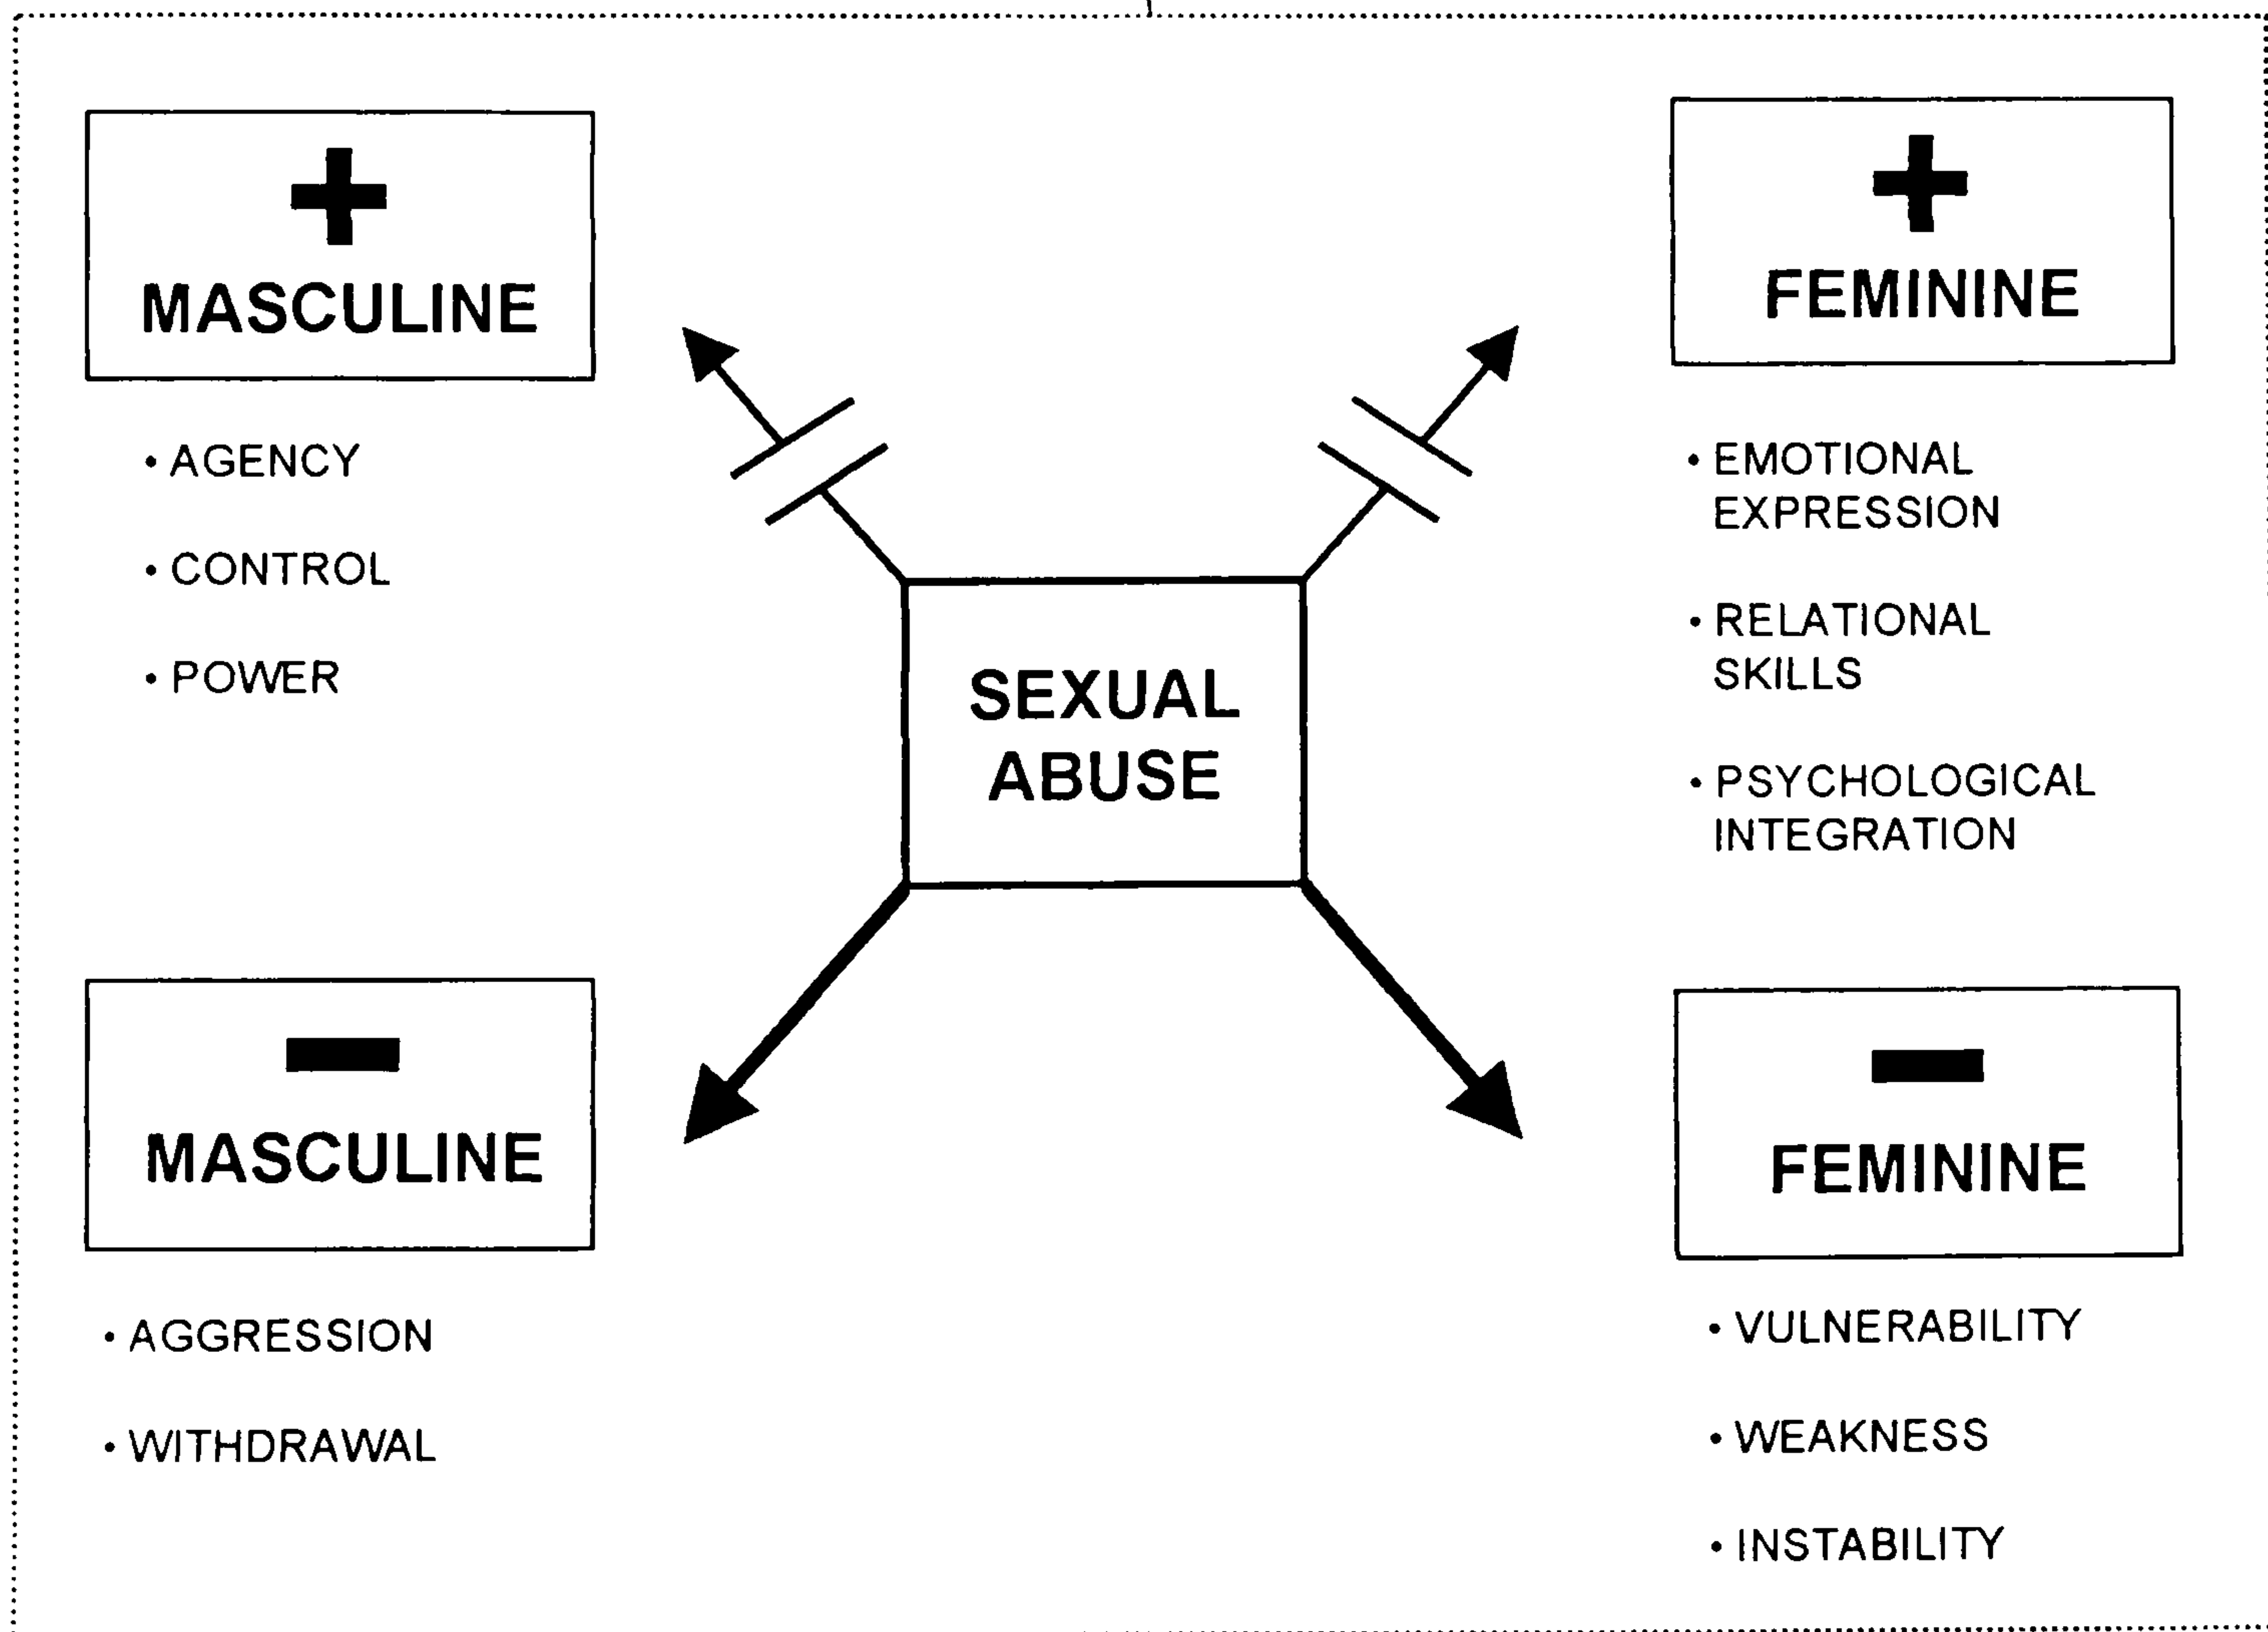 +
MASCULINE
• AGENCY
• CONTROL
• POWER
+
FEMININE
• EMOTIONAL
EXPRESSION
• RELATIONAL
SKILLS
• PSYCHOLOGICAL
INTEGRATION
SEXUAL
ABUSE
−
MASCULINE
• AGGRESSION
• WITHDRAWAL
−
FEMININE
• VULNERABILITY
• WEAKNESS
• INSTABILITY